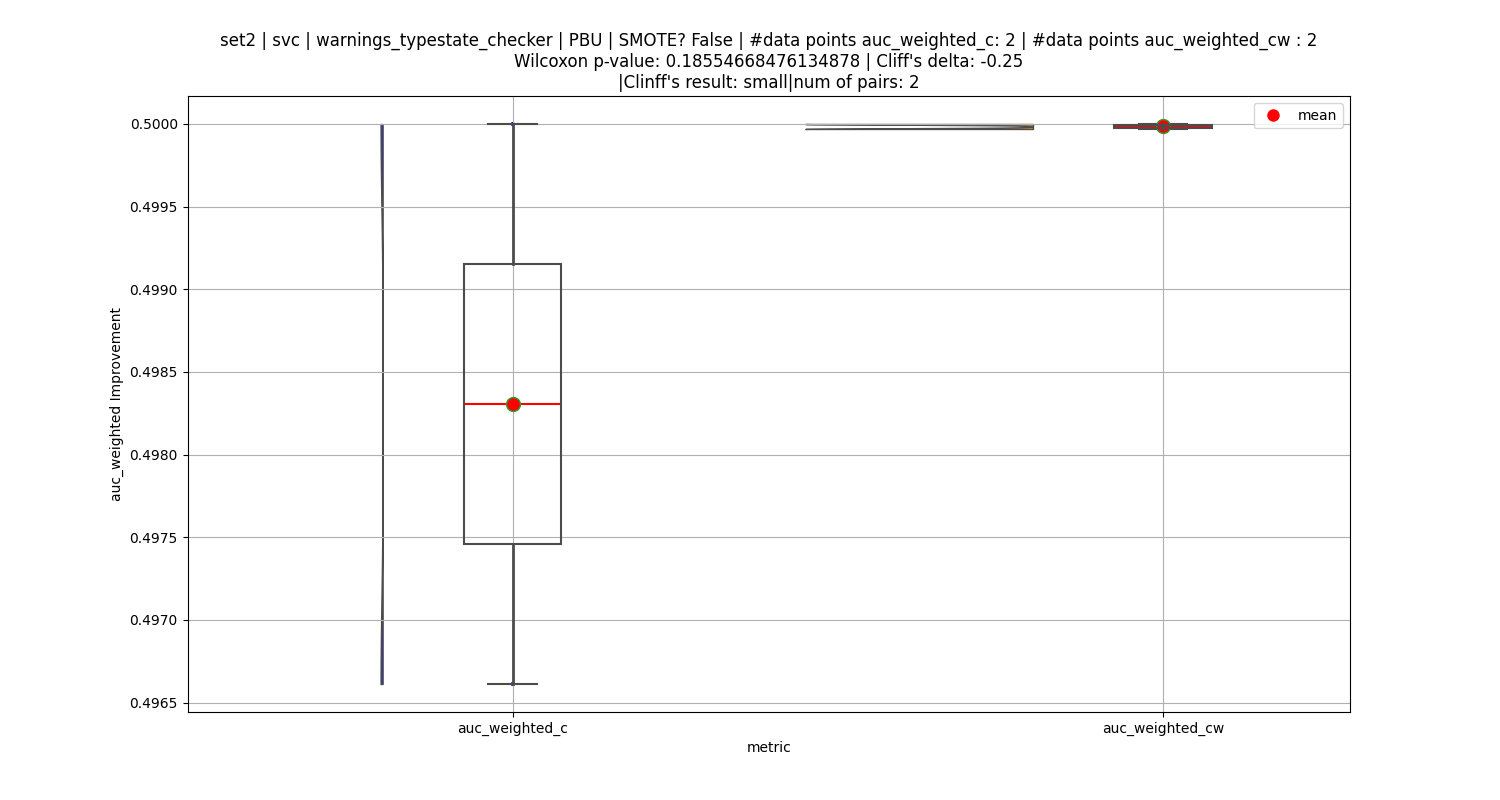 set2 | svc | warnings_typestate_checker | PBU | SMOTE? False | #data points auc_weighted_c: 2 | #data points auc_weighted_cw : 2
Wilcoxon p-value: 0.18554668476134878 | Cliff's delta: -0.25
|Clinff's result: small|num of pairs: 2
mean
0.5000
0.4995
0.4990
0.4985
0.4980
0.4975
0.4970
0.4965
auc_weighted Improvement
auc_weighted_c
auc_weighted_cw
metric